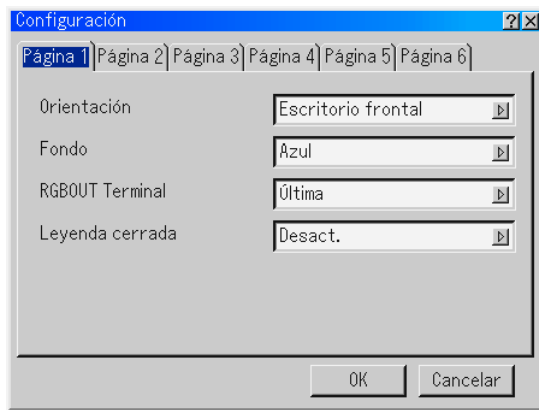 Configuración
Página 1 Página 2 Página 3 Página 4 Página 5 Página 6
Orientación Escritorio frontal
Fondo Azul
RGBOUT Terminal Última
Leyenda cerrada Desact.
OK Cancelar